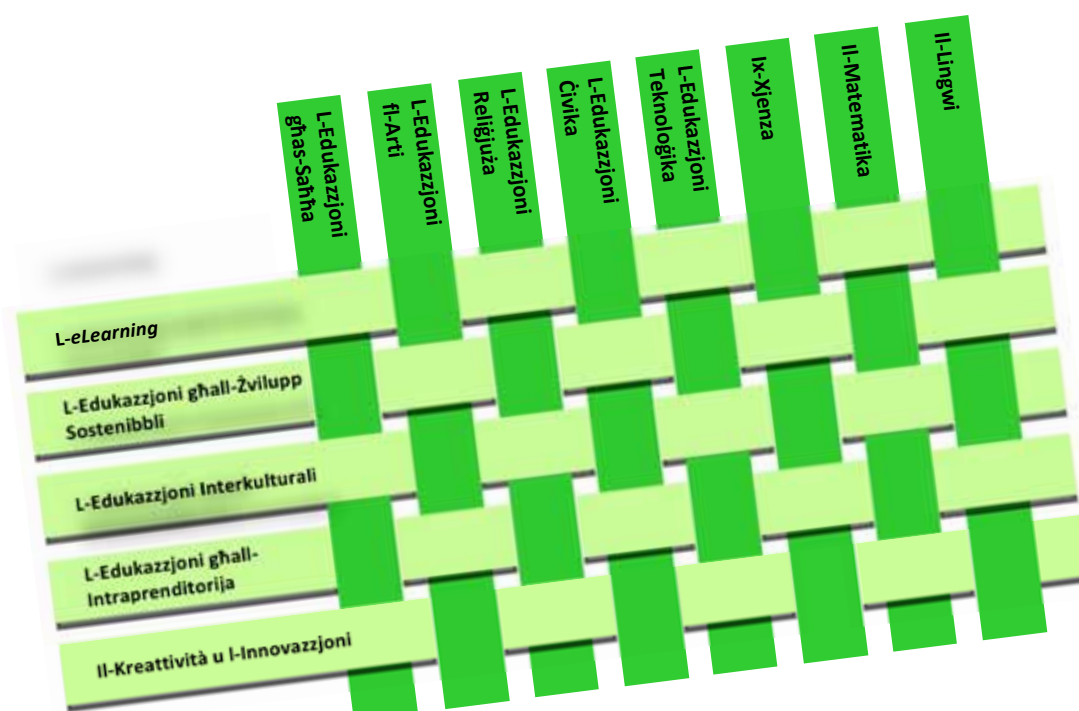 L-Edukazzjoni
għas-Saħħa
L-Edukazzjoni
fl-Arti
L-Edukazzjoni
Reliġjuża
L-Edukazzjoni
Ċivika
L-Edukazzjoni
Teknoloġika
Ix-Xjenza
Il-Matematika
Il-Lingwi
L-eLearning
L-Edukazzjoni għall-Żvilupp
Sostenibbli
L-Edukazzjoni Interkulturali
L-Edukazzjoni għall-
Intraprenditorija
Il-Kreattività u l-Innovazzjoni